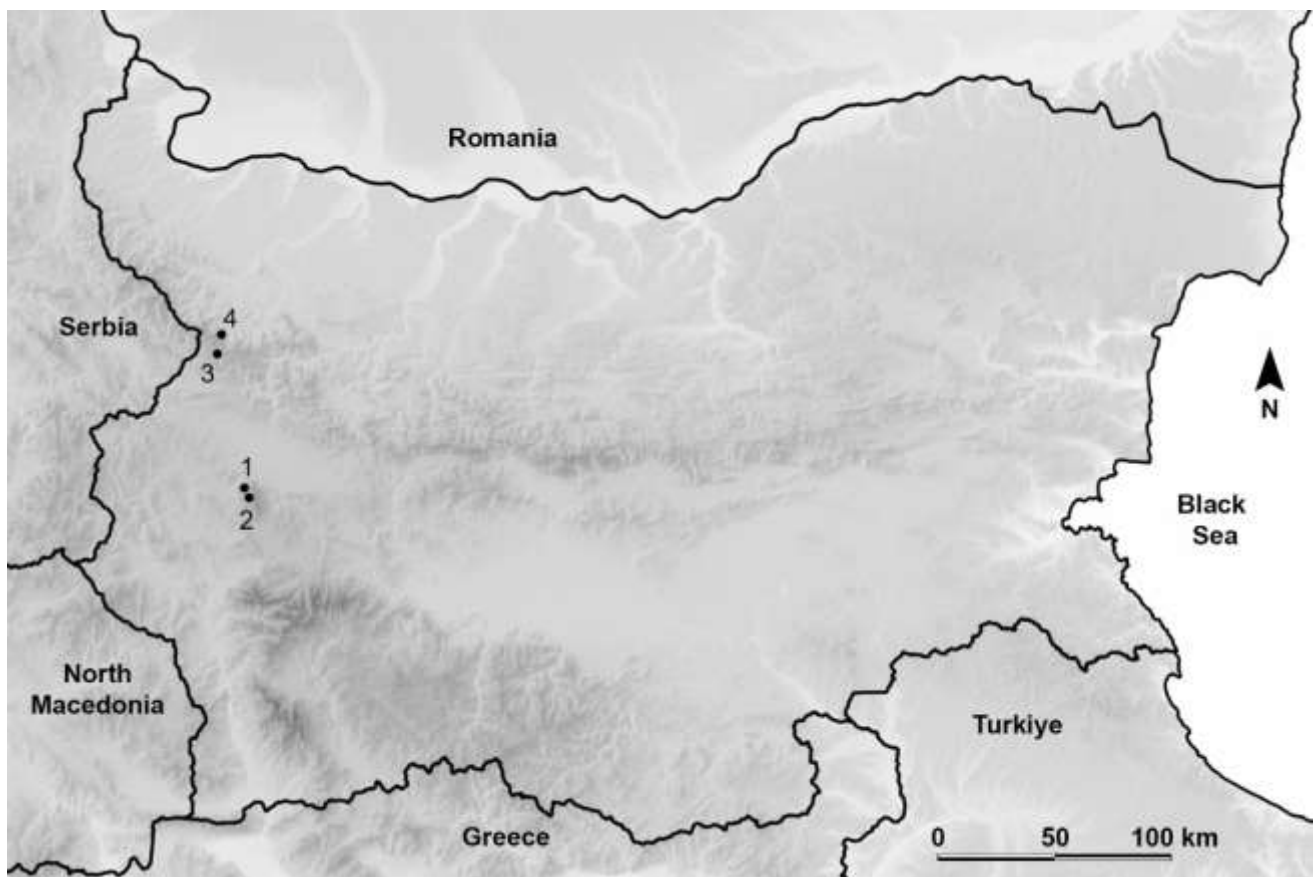 Romania
Serbia
4
3
N
1
2
Black
Sea
North
Macedonia
Turkiye
Greece
0 50 100 km